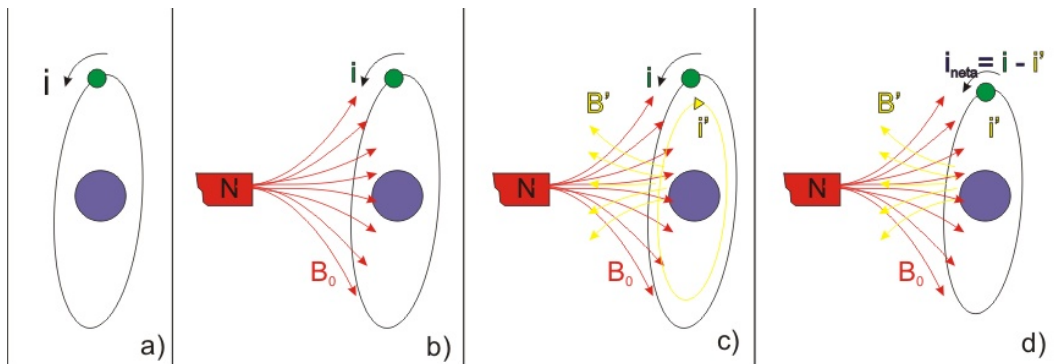 i
a)
i
N
B₀
b)
i
B'
i'
N
B₀
c)
iₙₑₜₐ = i - i'
B'
i'
N
B₀
d)